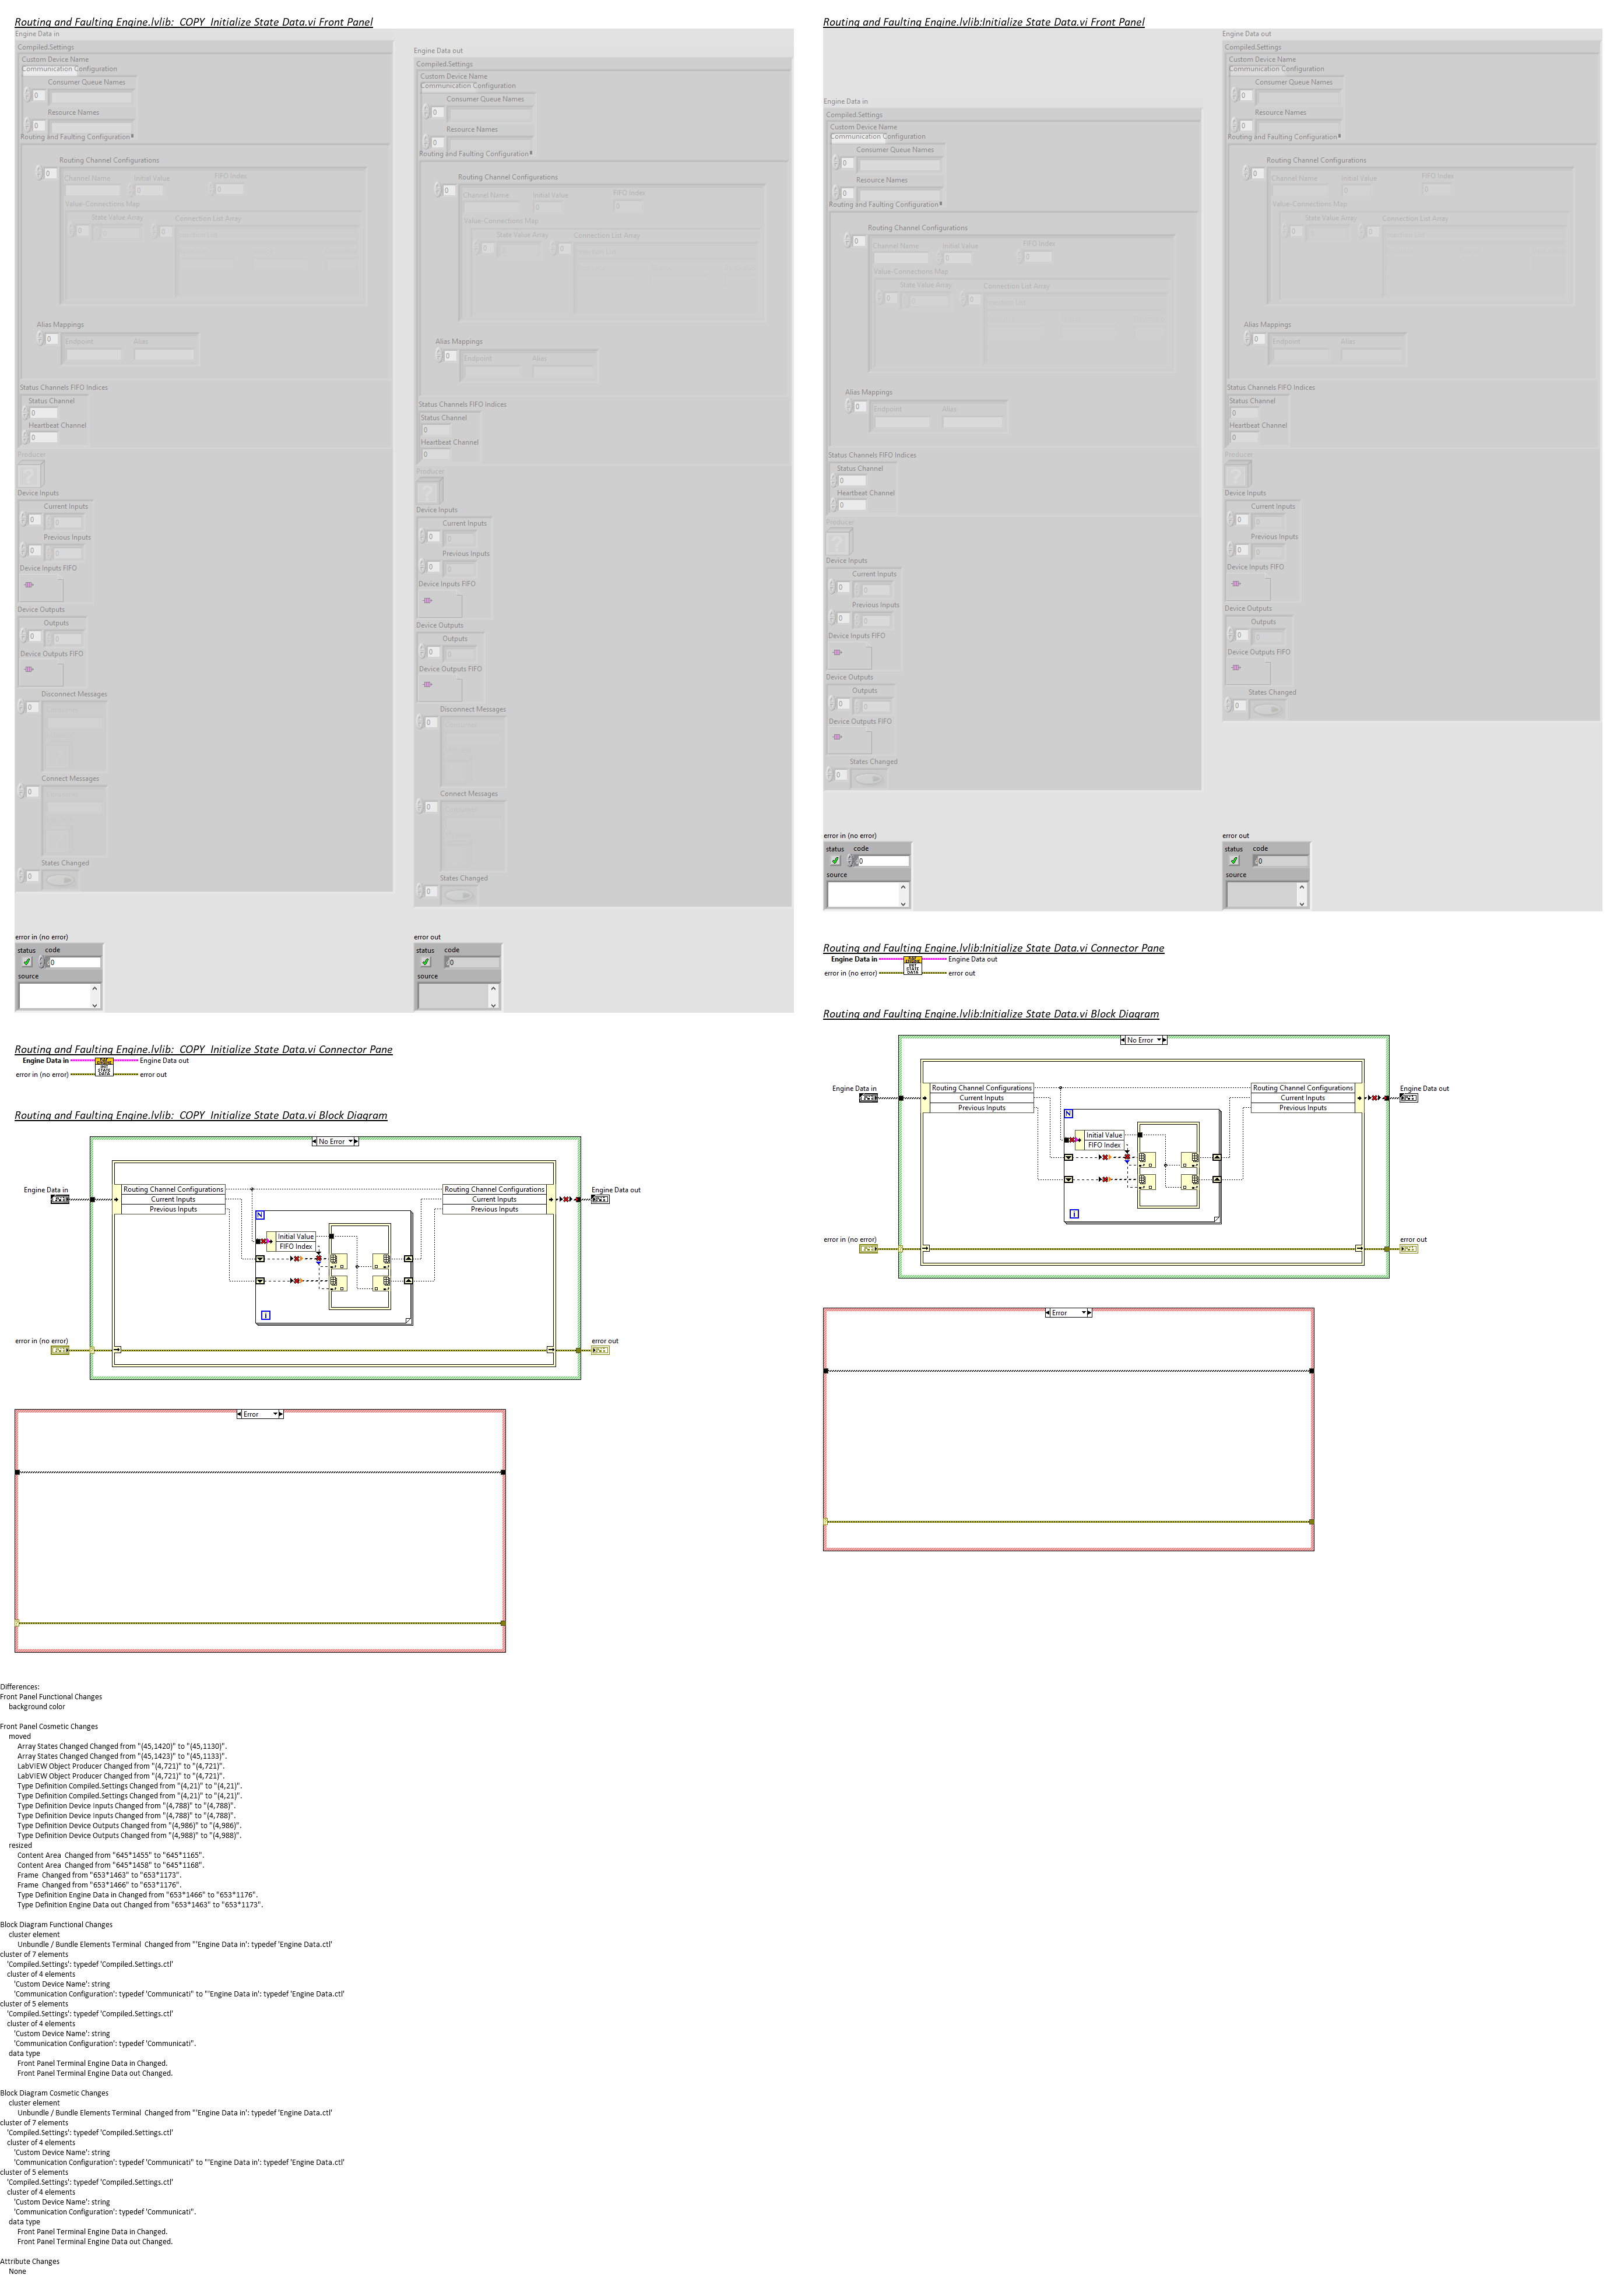 Routing and Faulting Engine.lvlib:_COPY_Initialize State Data.vi Front Panel
Engine Data in
Compiled.Settings
Custom Device Name
Communication Configuration
Consumer Queue Names
0
Resource Names
0
Routing and Faulting Configuration
Routing Channel Configurations
0
Channel Name Initial Value FIFO Index
0 0
Value-Connections Map
State Value Array Connection List Array
0 0 0
Alias Mappings
0 Endpoint Alias
Status Channels FIFO Indices
Status Channel
0
Heartbeat Channel
0
Producer
Device Inputs
Current Inputs
0 0
Previous Inputs
0 0
Device Inputs FIFO
Device Outputs
Outputs
0 0
Device Outputs FIFO
Disconnect Messages
0
Connect Messages
0
States Changed
0
Engine Data out
Compiled.Settings
Custom Device Name
Communication Configuration
Consumer Queue Names
0
Resource Names
0
Routing and Faulting Configuration
Routing Channel Configurations
0
Channel Name Initial Value FIFO Index
0 0
Value-Connections Map
State Value Array Connection List Array
0 0 0
Alias Mappings
0 Endpoint Alias
Status Channels FIFO Indices
Status Channel
0
Heartbeat Channel
0
Producer
Device Inputs
Current Inputs
0 0
Previous Inputs
0 0
Device Inputs FIFO
Device Outputs
Outputs
0 0
Device Outputs FIFO
Disconnect Messages
0
Connect Messages
0
States Changed
0
error in (no error)
status code
0
source
error out
status code
0
source
Routing and Faulting Engine.lvlib:_COPY_Initialize State Data.vi Connector Pane
Engine Data in Engine Data out
error in (no error) error out
Routing and Faulting Engine.lvlib:_COPY_Initialize State Data.vi Block Diagram
No Error
Engine Data in Routing Channel Configurations Routing Channel Configurations Engine Data out
Current Inputs Current Inputs
Previous Inputs Previous Inputs
N
Initial Value
FIFO Index
i
error in (no error) error out
Error
Routing and Faulting Engine.lvlib:Initialize State Data.vi Front Panel
Engine Data in
Compiled.Settings
Custom Device Name
Communication Configuration
Consumer Queue Names
0
Resource Names
0
Routing and Faulting Configuration
Routing Channel Configurations
0
Channel Name Initial Value FIFO Index
0 0
Value-Connections Map
State Value Array Connection List Array
0 0 0
Alias Mappings
0 Endpoint Alias
Status Channels FIFO Indices
Status Channel
0
Heartbeat Channel
0
Producer
Device Inputs
Current Inputs
0 0
Previous Inputs
0 0
Device Inputs FIFO
Device Outputs
Outputs
0 0
Device Outputs FIFO
States Changed
0
Engine Data out
Compiled.Settings
Custom Device Name
Communication Configuration
Consumer Queue Names
0
Resource Names
0
Routing and Faulting Configuration
Routing Channel Configurations
0
Channel Name Initial Value FIFO Index
0 0
Value-Connections Map
State Value Array Connection List Array
0 0 0
Alias Mappings
0 Endpoint Alias
Status Channels FIFO Indices
Status Channel
0
Heartbeat Channel
0
Producer
Device Inputs
Current Inputs
0 0
Previous Inputs
0 0
Device Inputs FIFO
Device Outputs
Outputs
0 0
Device Outputs FIFO
States Changed
0
error in (no error)
status code
0
source
error out
status code
0
source
Routing and Faulting Engine.lvlib:Initialize State Data.vi Connector Pane
Engine Data in Engine Data out
error in (no error) error out
Routing and Faulting Engine.lvlib:Initialize State Data.vi Block Diagram
No Error
Engine Data in Routing Channel Configurations Routing Channel Configurations Engine Data out
Current Inputs Current Inputs
Previous Inputs Previous Inputs
N
Initial Value
FIFO Index
i
error in (no error) error out
Error
Differences:
Front Panel Functional Changes
background color
Front Panel Cosmetic Changes
moved
Array States Changed Changed from "(45,1420)" to "(45,1130)".
Array States Changed Changed from "(45,1423)" to "(45,1133)".
LabVIEW Object Producer Changed from "(4,721)" to "(4,721)".
LabVIEW Object Producer Changed from "(4,721)" to "(4,721)".
Type Definition Compiled.Settings Changed from "(4,21)" to "(4,21)".
Type Definition Compiled.Settings Changed from "(4,21)" to "(4,21)".
Type Definition Device Inputs Changed from "(4,788)" to "(4,788)".
Type Definition Device Inputs Changed from "(4,788)" to "(4,788)".
Type Definition Device Outputs Changed from "(4,986)" to "(4,986)".
Type Definition Device Outputs Changed from "(4,988)" to "(4,988)".
resized
Content Area  Changed from "645*1455" to "645*1165".
Content Area  Changed from "645*1458" to "645*1168".
Frame  Changed from "653*1463" to "653*1173".
Frame  Changed from "653*1466" to "653*1176".
Type Definition Engine Data in Changed from "653*1466" to "653*1176".
Type Definition Engine Data out Changed from "653*1463" to "653*1173".
Block Diagram Functional Changes
cluster element
Unbundle / Bundle Elements Terminal  Changed from "'Engine Data in': typedef 'Engine Data.ctl'
cluster of 7 elements
'Compiled.Settings': typedef 'Compiled.Settings.ctl'
cluster of 4 elements
'Custom Device Name': string
'Communication Configuration': typedef 'Communicati" to "'Engine Data in': typedef 'Engine Data.ctl'
cluster of 5 elements
'Compiled.Settings': typedef 'Compiled.Settings.ctl'
cluster of 4 elements
'Custom Device Name': string
'Communication Configuration': typedef 'Communicati".
data type
Front Panel Terminal Engine Data in Changed.
Front Panel Terminal Engine Data out Changed.
Block Diagram Cosmetic Changes
cluster element
Unbundle / Bundle Elements Terminal  Changed from "'Engine Data in': typedef 'Engine Data.ctl'
cluster of 7 elements
'Compiled.Settings': typedef 'Compiled.Settings.ctl'
cluster of 4 elements
'Custom Device Name': string
'Communication Configuration': typedef 'Communicati" to "'Engine Data in': typedef 'Engine Data.ctl'
cluster of 5 elements
'Compiled.Settings': typedef 'Compiled.Settings.ctl'
cluster of 4 elements
'Custom Device Name': string
'Communication Configuration': typedef 'Communicati".
data type
Front Panel Terminal Engine Data in Changed.
Front Panel Terminal Engine Data out Changed.
Attribute Changes
None